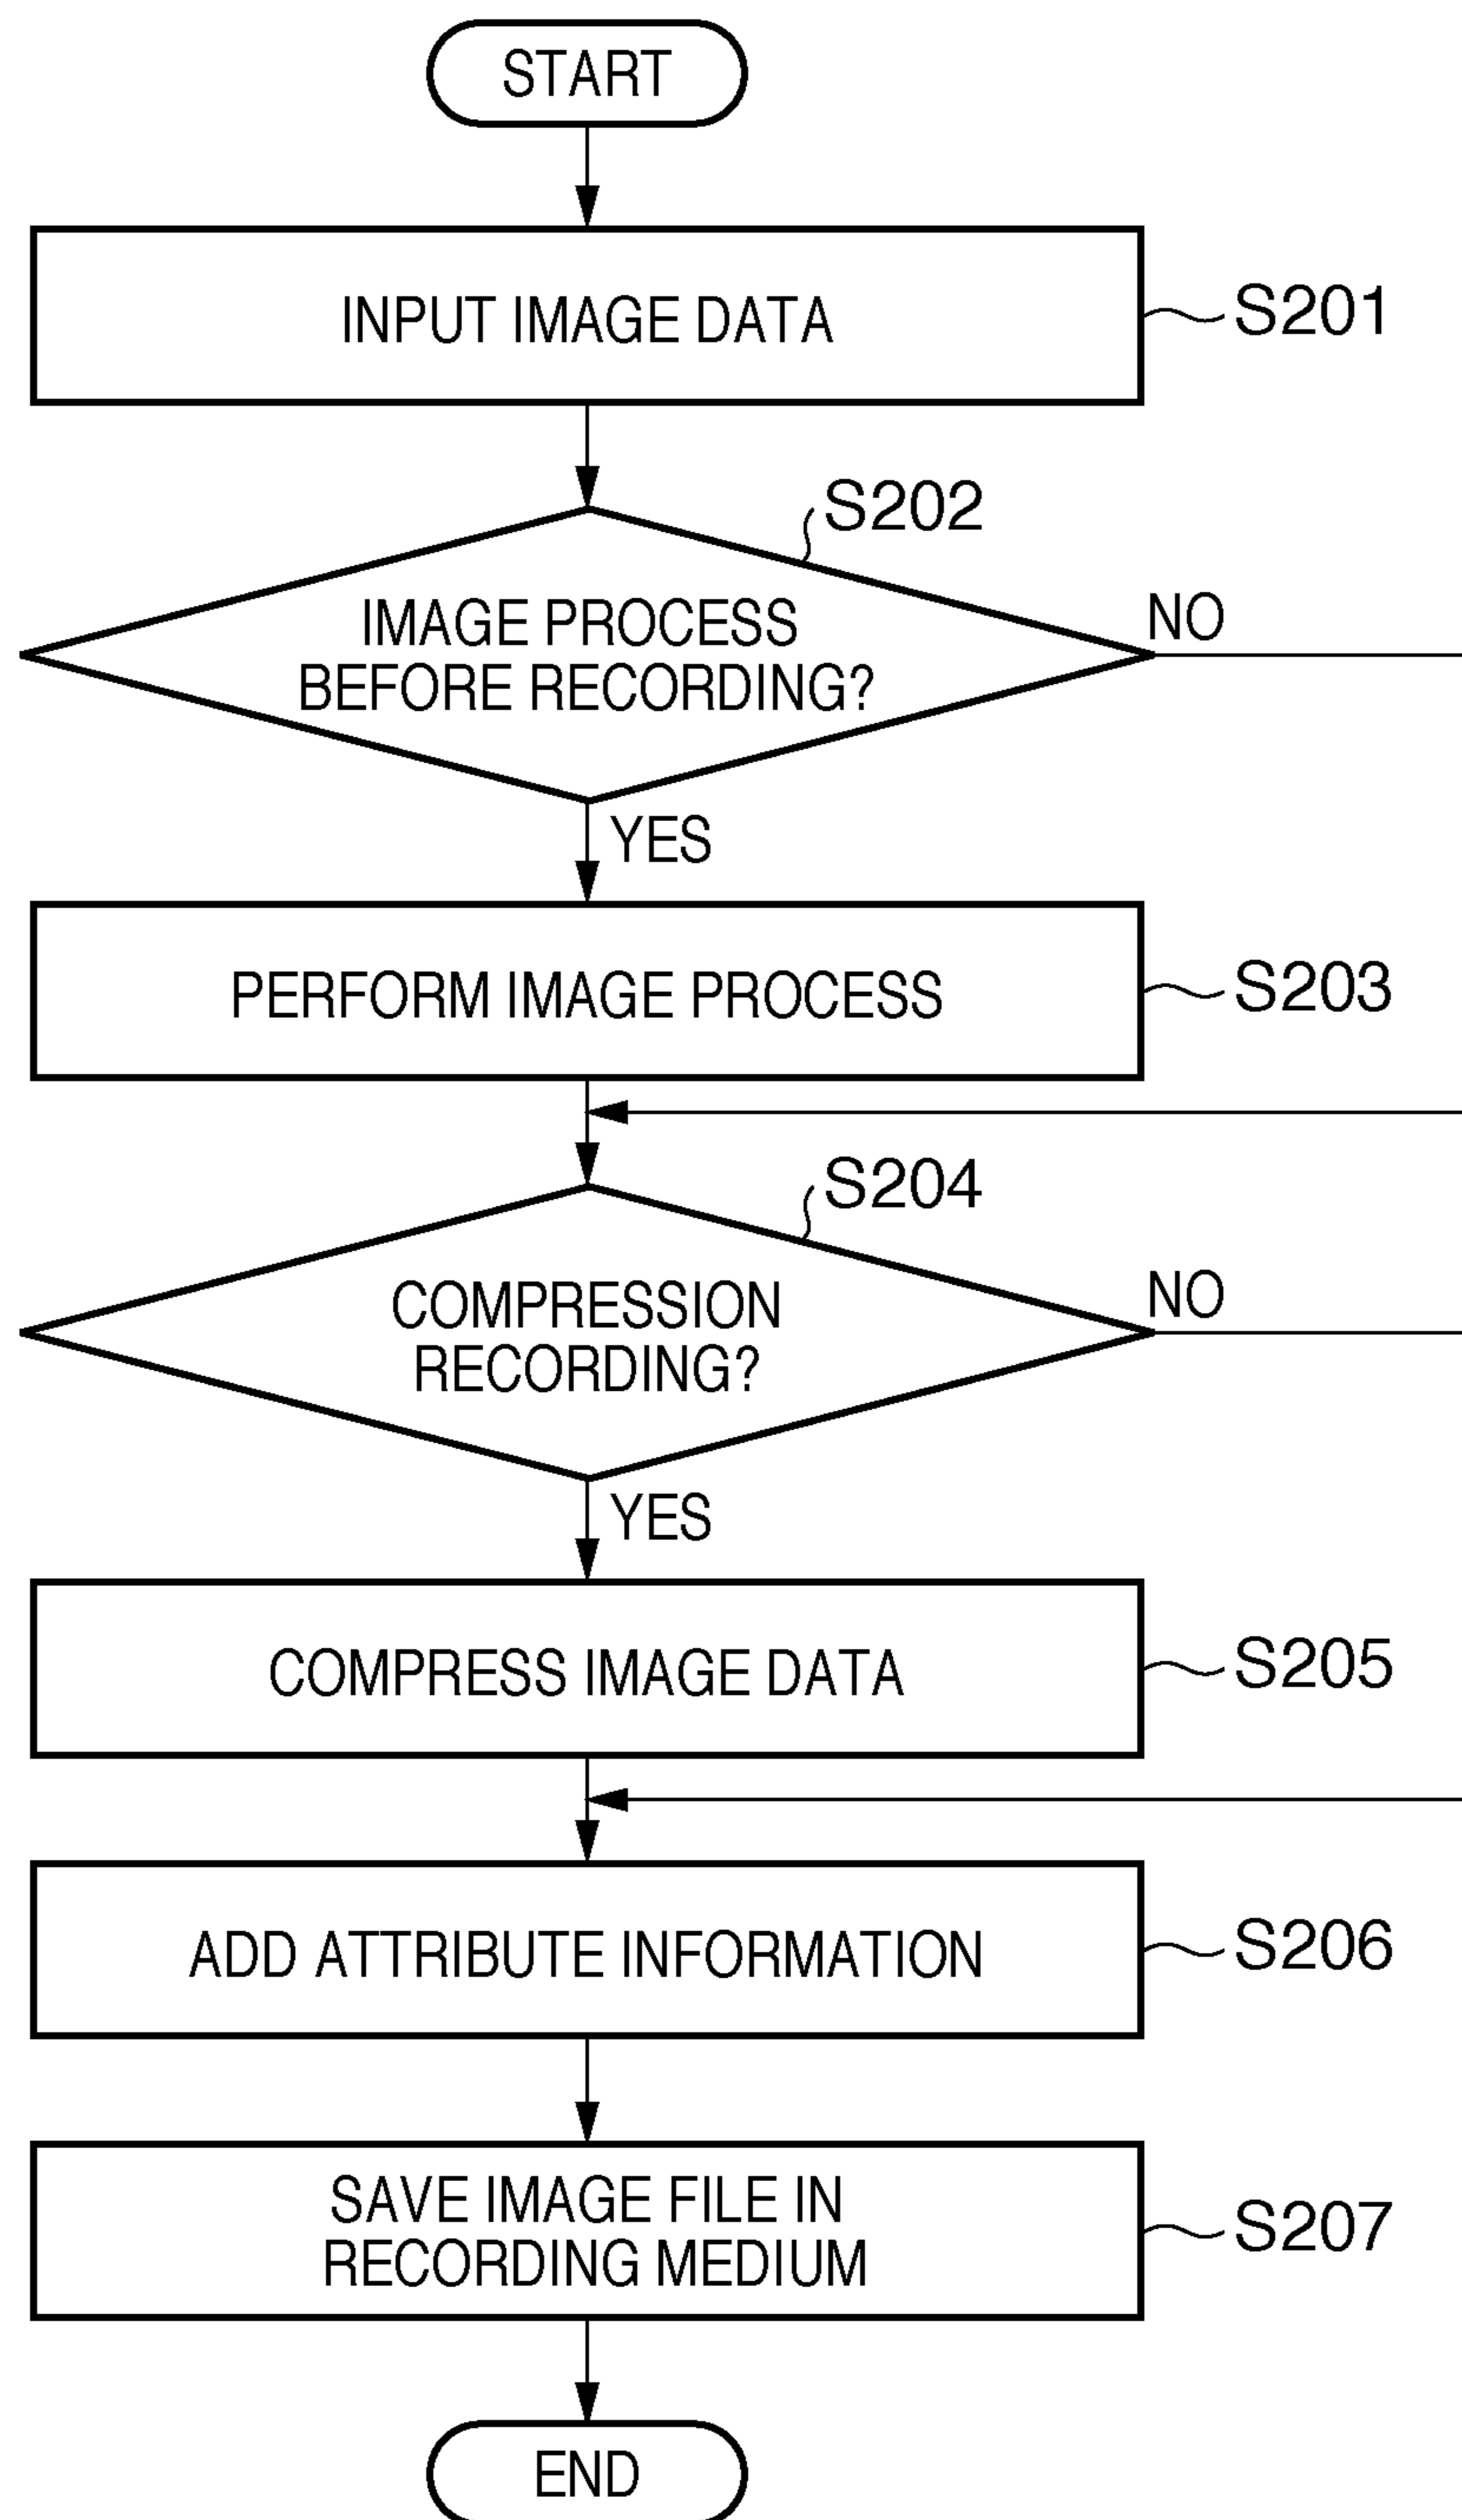 START
INPUT IMAGE DATA
S201
S202
IMAGE PROCESS
BEFORE RECORDING?
NO
YES
PERFORM IMAGE PROCESS
S203
S204
COMPRESSION
RECORDING?
NO
YES
COMPRESS IMAGE DATA
S205
ADD ATTRIBUTE INFORMATION
S206
SAVE IMAGE FILE IN
RECORDING MEDIUM
S207
END